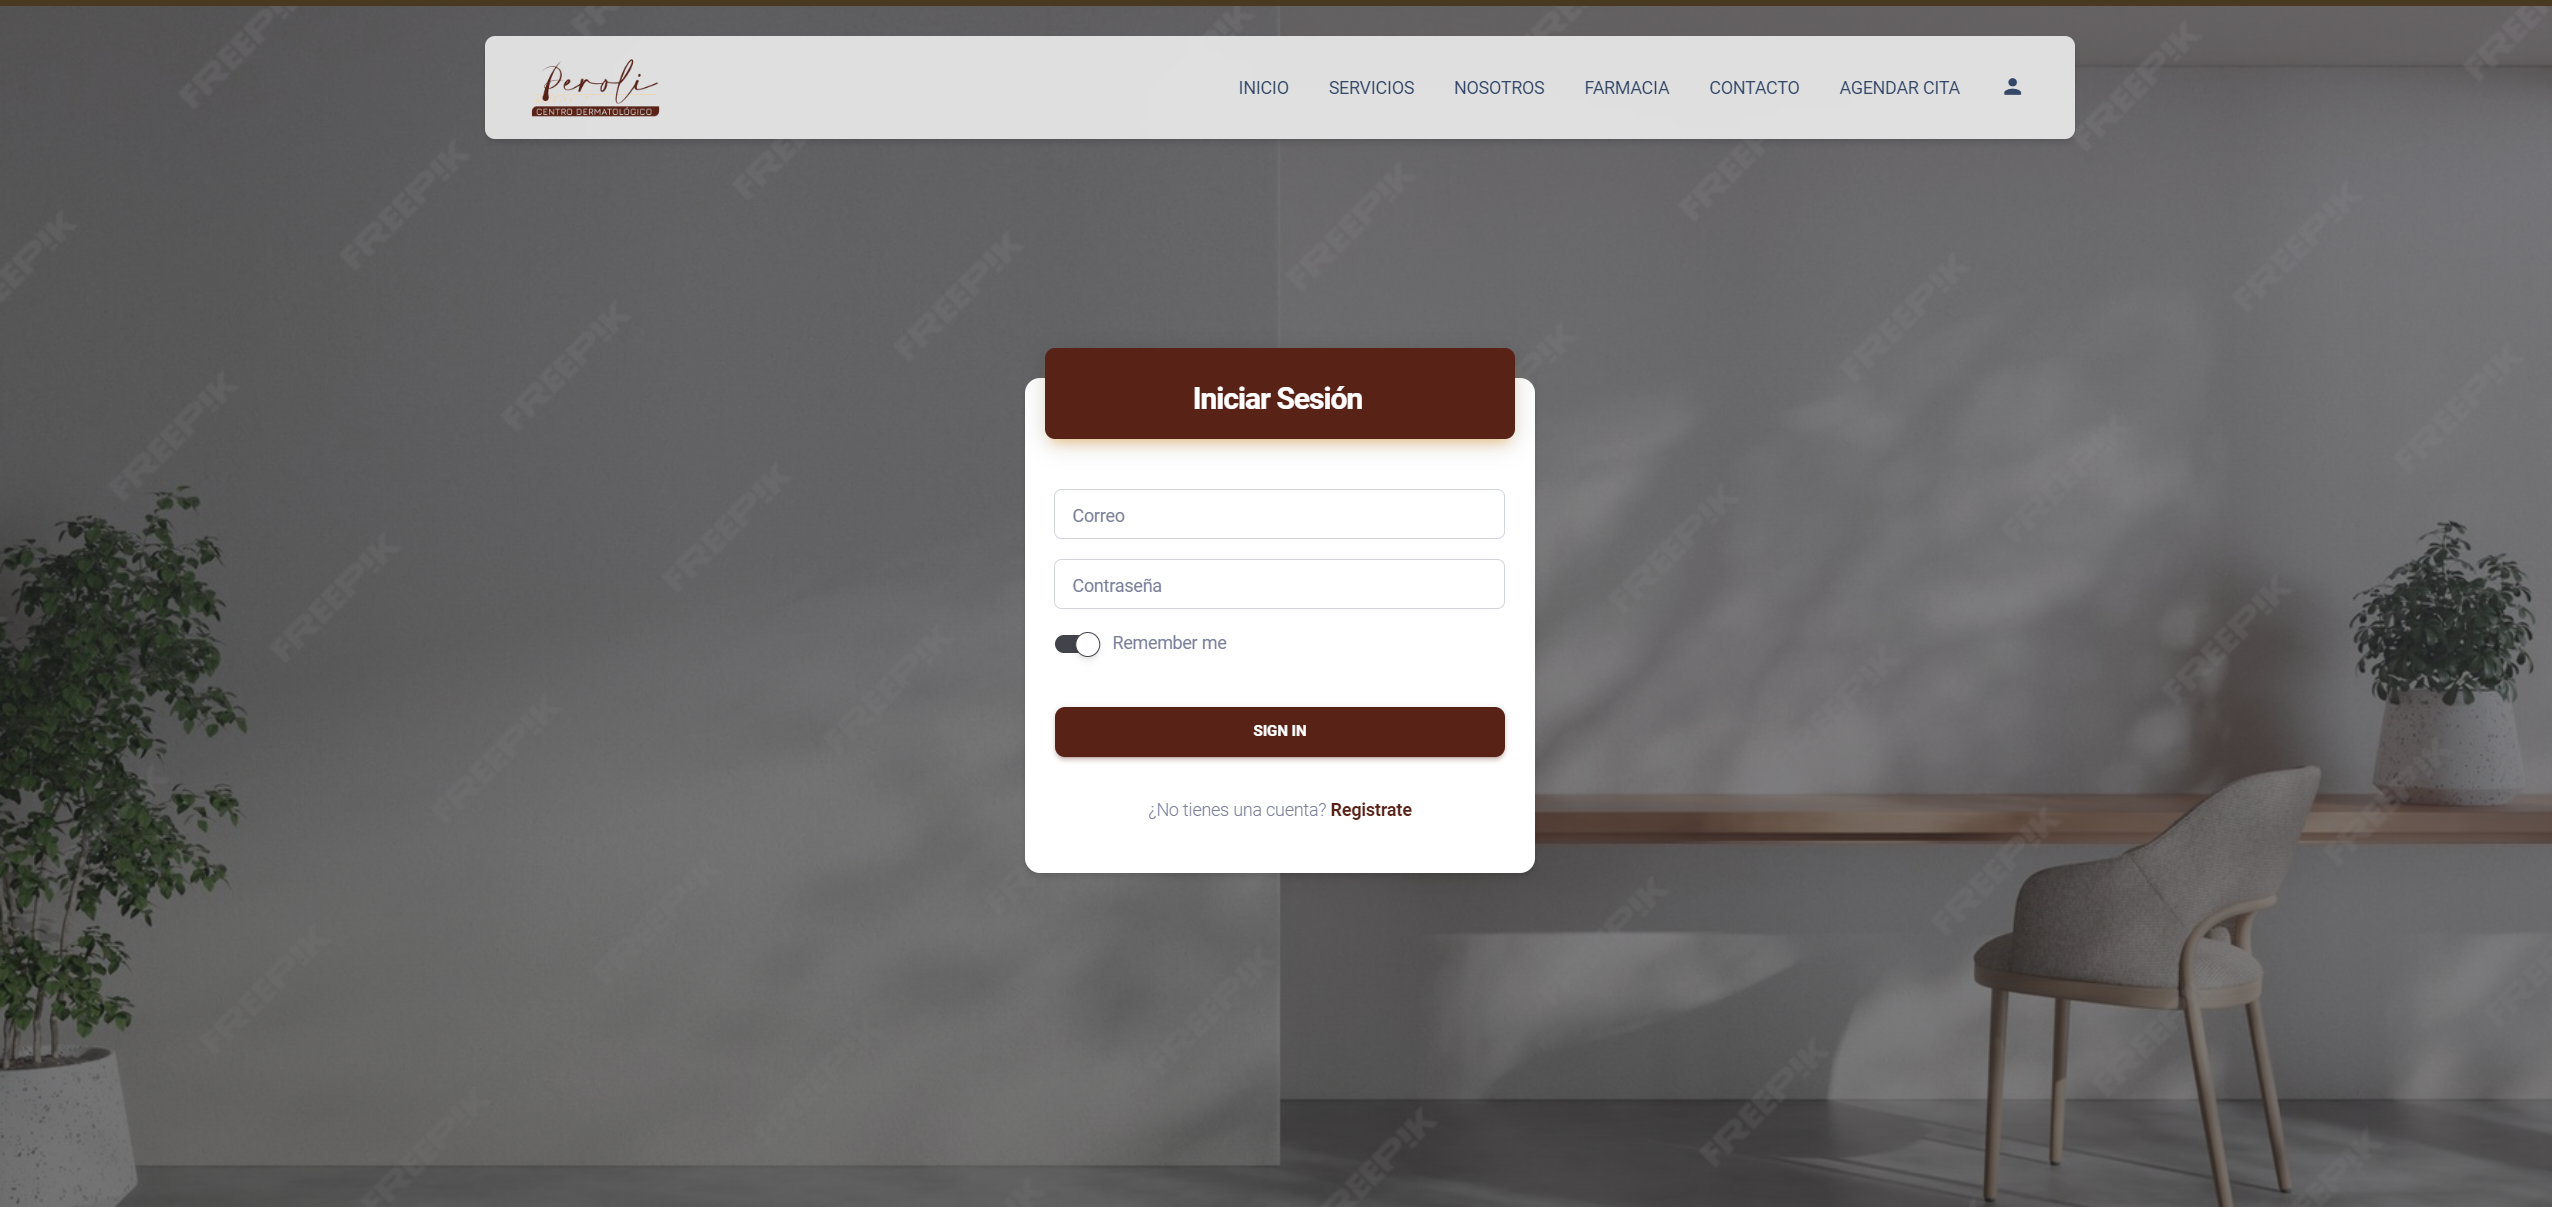 Peroli
CENTRO DERMATOLÓGICO
INICIO SERVICIOS NOSOTROS FARMACIA CONTACTO AGENDAR CITA
Iniciar Sesión
Correo
Contraseña
Remember me
SIGN IN
¿No tienes una cuenta? Registrate
FREEPIK